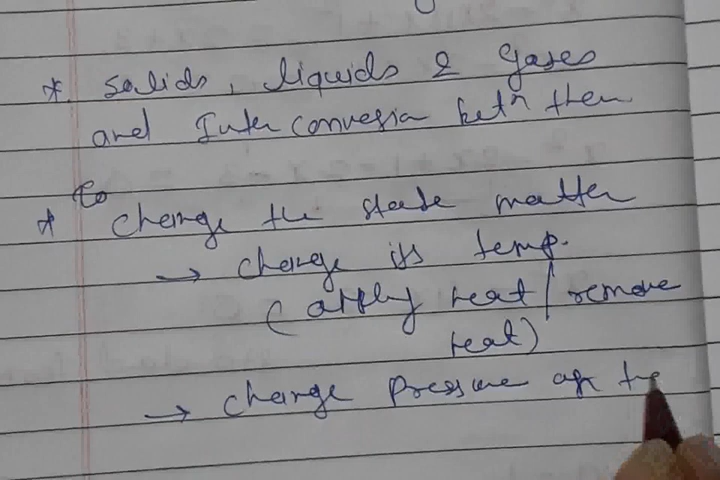 * Solids, liquids & gases
and Inter conversion betn them
* to change the state matter
→ change its temp.
(apply heat / remove
heat)
→ change pressure of the